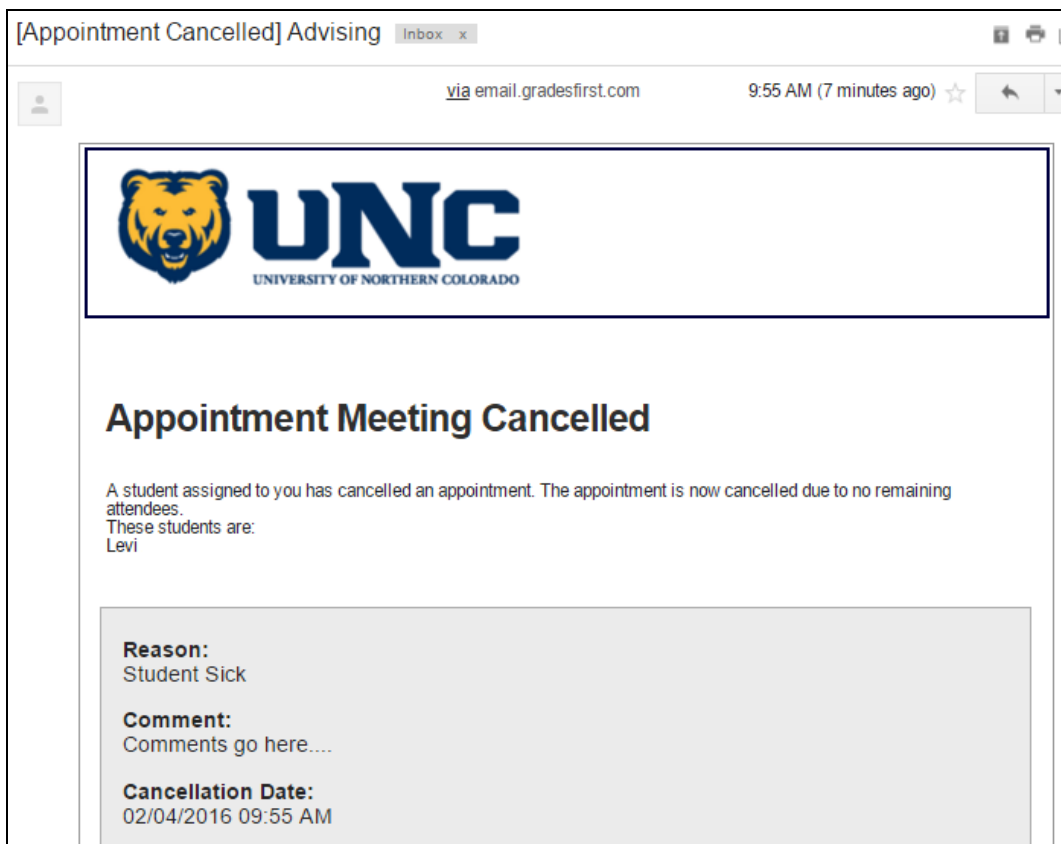 [Appointment Cancelled] Advising Inbox x
via email.gradesfirst.com 9:55 AM (7 minutes ago)
UNC
UNIVERSITY OF NORTHERN COLORADO
Appointment Meeting Cancelled
A student assigned to you has cancelled an appointment. The appointment is now cancelled due to no remaining
attendees.
These students are:
Levi
Reason:
Student Sick
Comment:
Comments go here....
Cancellation Date:
02/04/2016 09:55 AM